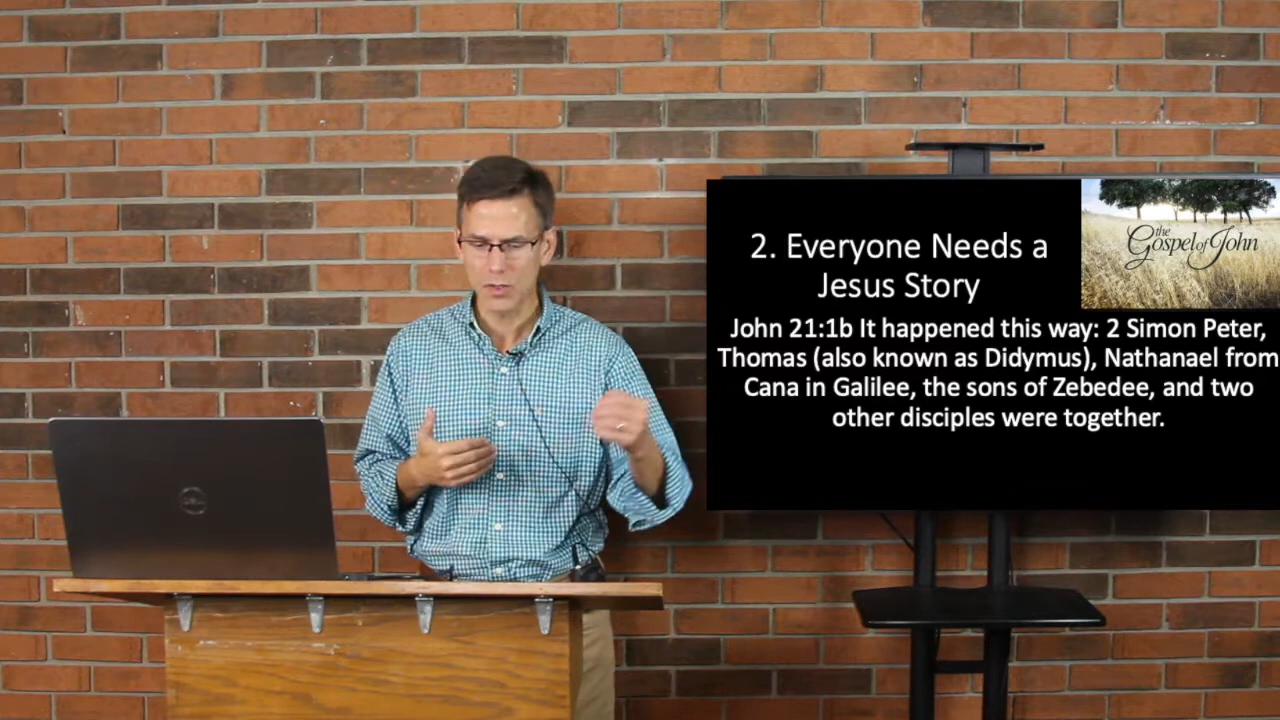 2. Everyone Needs a
Jesus Story
the
Gospel of John
John 21:1b It happened this way: 2 Simon Peter,
Thomas (also known as Didymus), Nathanael from
Cana in Galilee, the sons of Zebedee, and two
other disciples were together.
DELL